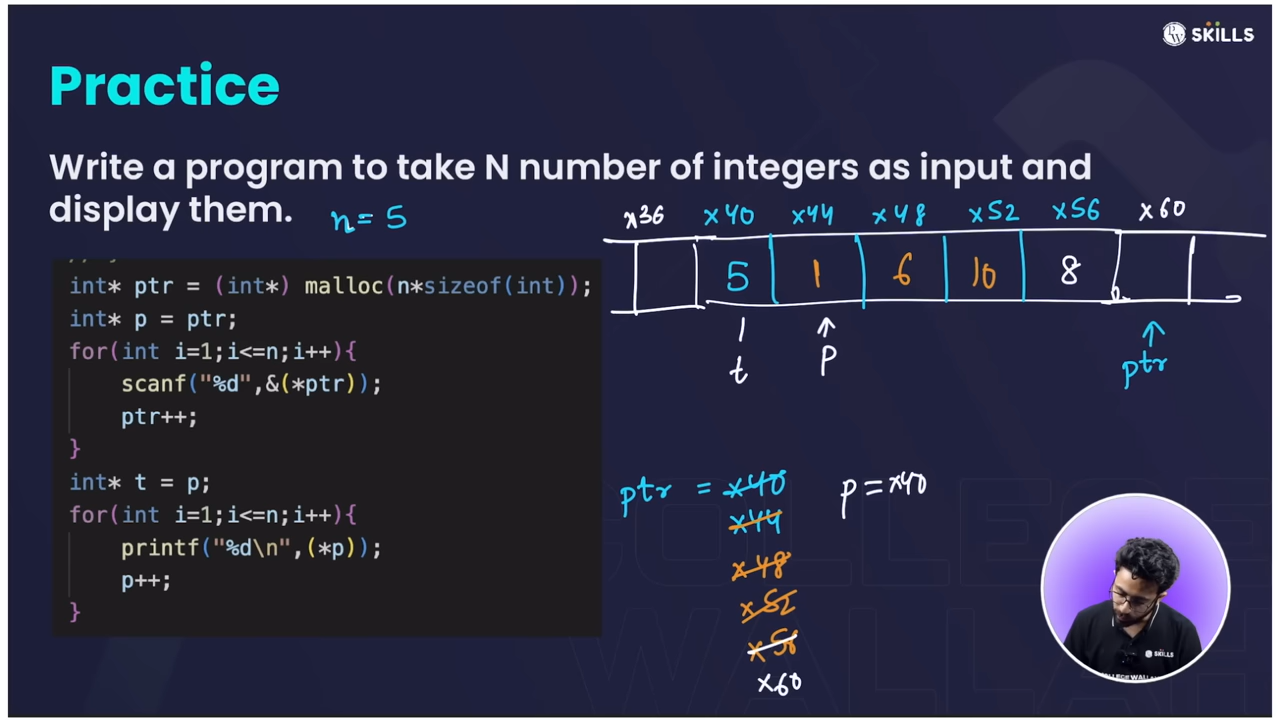 PW SKILLS
Practice
Write a program to take N number of integers as input and
display them. n = 5
x36 x40 x44 x48 x52 x56 x60
5 1 6 10 8
t p ptr
int* ptr = (int*) malloc(n*sizeof(int));
int* p = ptr;
for(int i=1;i<=n;i++){
scanf("%d",&(*ptr));
ptr++;
}
int* t = p;
for(int i=1;i<=n;i++){
printf("%d\n",(*p));
p++;
}
ptr = x40 p = x40
x44
x48
x52
x56
x60
SKILLS